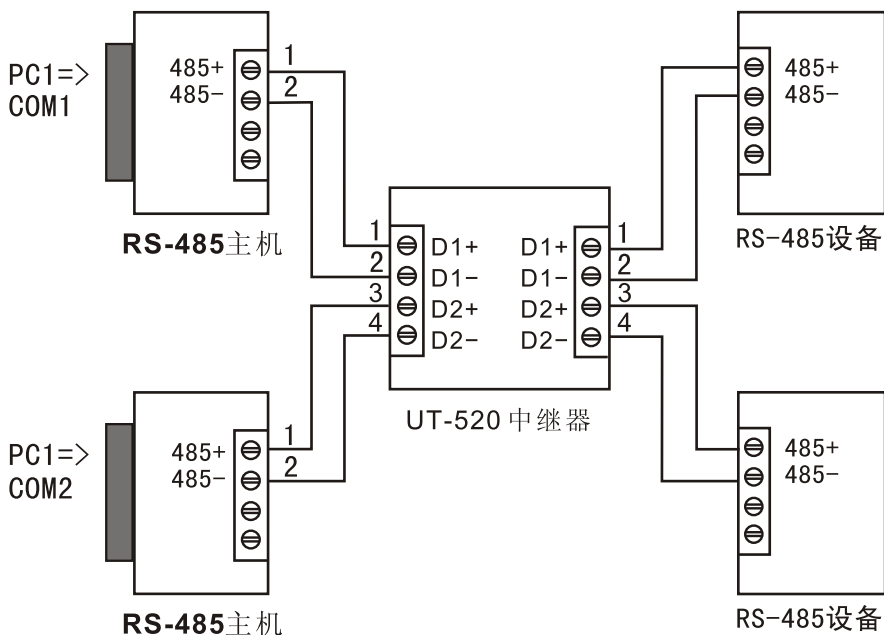 PC1=>
COM1
485+
485-
1
2
RS-485主机
485+
485-
RS-485设备
1
2
3
4
D1+
D1-
D2+
D2-
D1+
D1-
D2+
D2-
1
2
3
4
UT-520 中继器
PC1=>
COM2
485+
485-
1
2
RS-485主机
485+
485-
RS-485设备